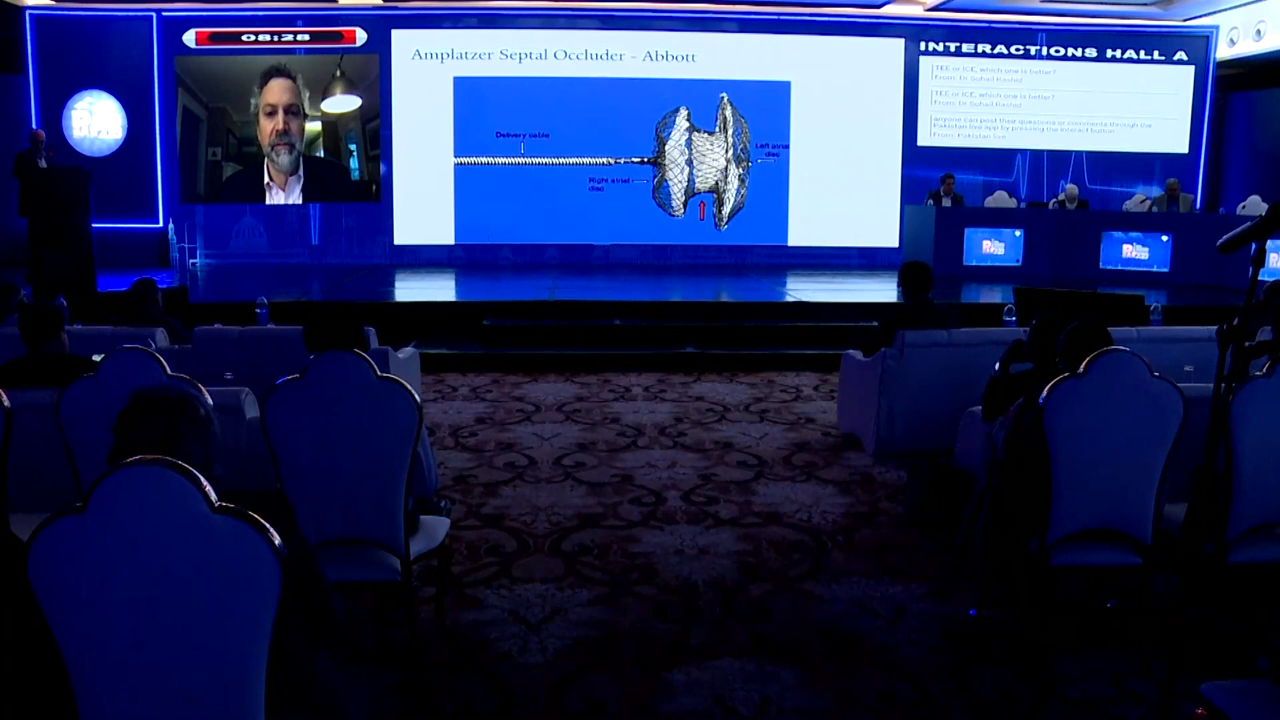 08:28
Amplatzer Septal Occluder - Abbott
Delivery cable
Right atrial
disc
Left atrial
disc
INTERACTIONS HALL A
TEE or ICE, which one is better?
From: Dr Sohail Rashid
TEE or ICE, which one is better?
From: Dr Sohail Rashid
anyone can post their questions or comments through the
Pakistan live app by pressing the interact button
From: Pakistan live